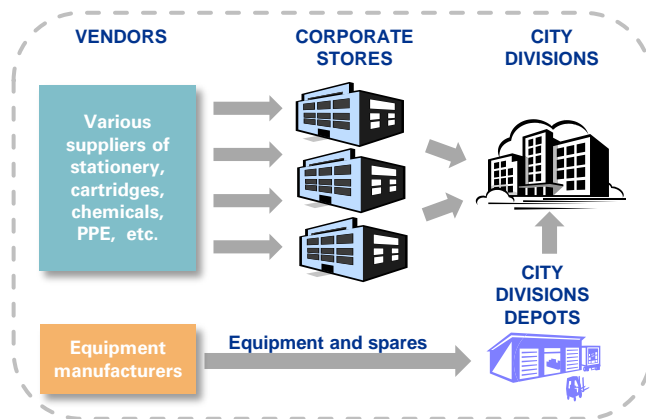 VENDORS
CORPORATE
STORES
CITY
DIVISIONS
Various
suppliers of
stationery,
cartridges,
chemicals,
PPE, etc.
CITY
DIVISIONS
DEPOTS
Equipment
manufacturers
Equipment and spares